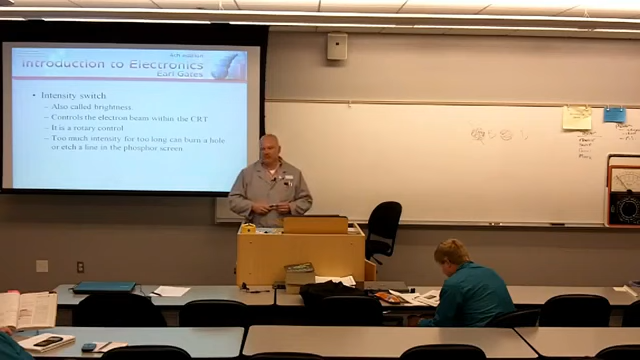 Introduction to Electronics
Earl Gates
• Intensity switch
– Also called brightness
– Controls the electron beam within the CRT
– It is a rotary control
– Too much intensity for too long can burn a hole
or etch a line in the phosphor screen